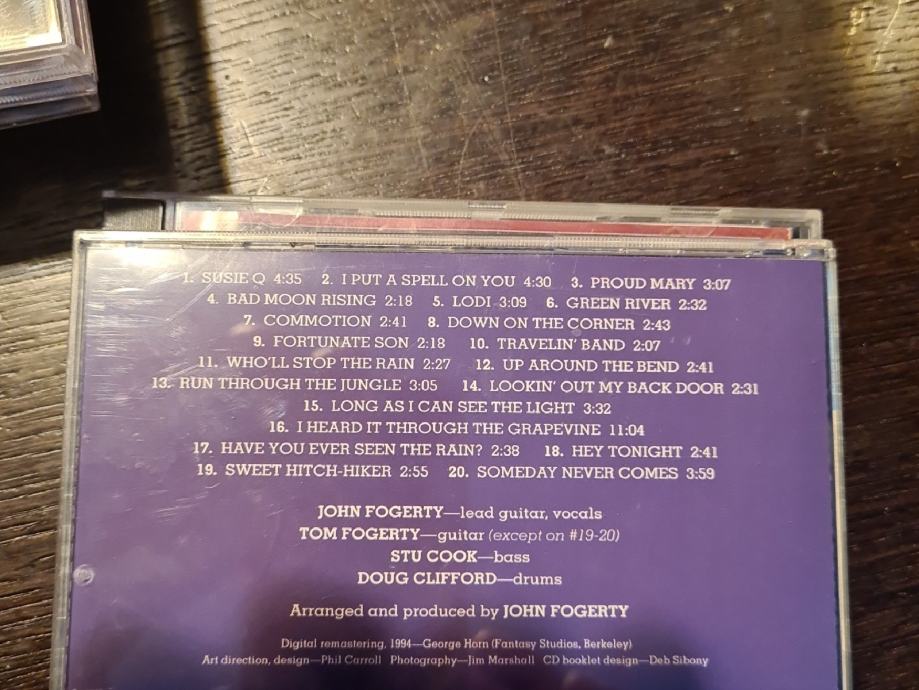 1. SUSIE Q 4:35 2. I PUT A SPELL ON YOU 4:30 3. PROUD MARY 3:07
4. BAD MOON RISING 2:18 5. LODI 3:09 6. GREEN RIVER 2:32
7. COMMOTION 2:41 8. DOWN ON THE CORNER 2:43
9. FORTUNATE SON 2:18 10. TRAVELIN' BAND 2:07
11. WHO'LL STOP THE RAIN 2:27 12. UP AROUND THE BEND 2:41
13. RUN THROUGH THE JUNGLE 3:05 14. LOOKIN' OUT MY BACK DOOR 2:31
15. LONG AS I CAN SEE THE LIGHT 3:32
16. I HEARD IT THROUGH THE GRAPEVINE 11:04
17. HAVE YOU EVER SEEN THE RAIN? 2:38 18. HEY TONIGHT 2:41
19. SWEET HITCH-HIKER 2:55 20. SOMEDAY NEVER COMES 3:59
JOHN FOGERTY—lead guitar, vocals
TOM FOGERTY—guitar (except on #19-20)
STU COOK—bass
DOUG CLIFFORD—drums
Arranged and produced by JOHN FOGERTY
Digital remastering, 1994—George Horn (Fantasy Studios, Berkeley)
Art direction, design—Phil Carroll Photography—Jim Marshall CD booklet design—Deb Sibony